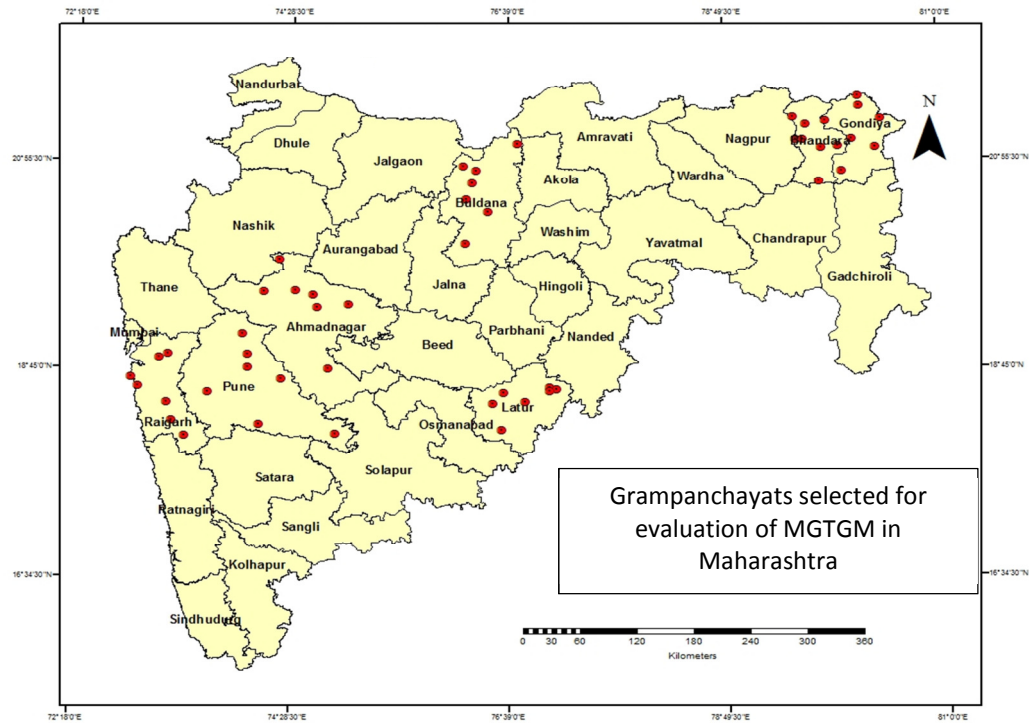 72°18'0"E 74°28'30"E 76°39'0"E 78°49'30"E 81°0'0"E
N
Nandurbar
Dhule
Jalgaon
Amravati
Nagpur
Gondiya
Bhandara
20°55'30"N 20°55'30"N
Akola
Wardha
Buldana
Nashik
Aurangabad
Washim
Yavatmal
Chandrapur
Gadchiroli
Thane
Jalna
Hingoli
Mumbai
Ahmadnagar
Parbhani
Nanded
Beed
18°45'0"N 18°45'0"N
Pune
Latur
Raigarh
Osmanabad
Solapur
Satara
Ratnagiri
Sangli
Kolhapur
Sindhudurg
16°34'30"N 16°34'30"N
Grampanchayats selected for
evaluation of MGTGM in
Maharashtra
0 30 60 120 180 240 300 360
Kilometers
72°18'0"E 74°28'30"E 76°39'0"E 78°49'30"E 81°0'0"E